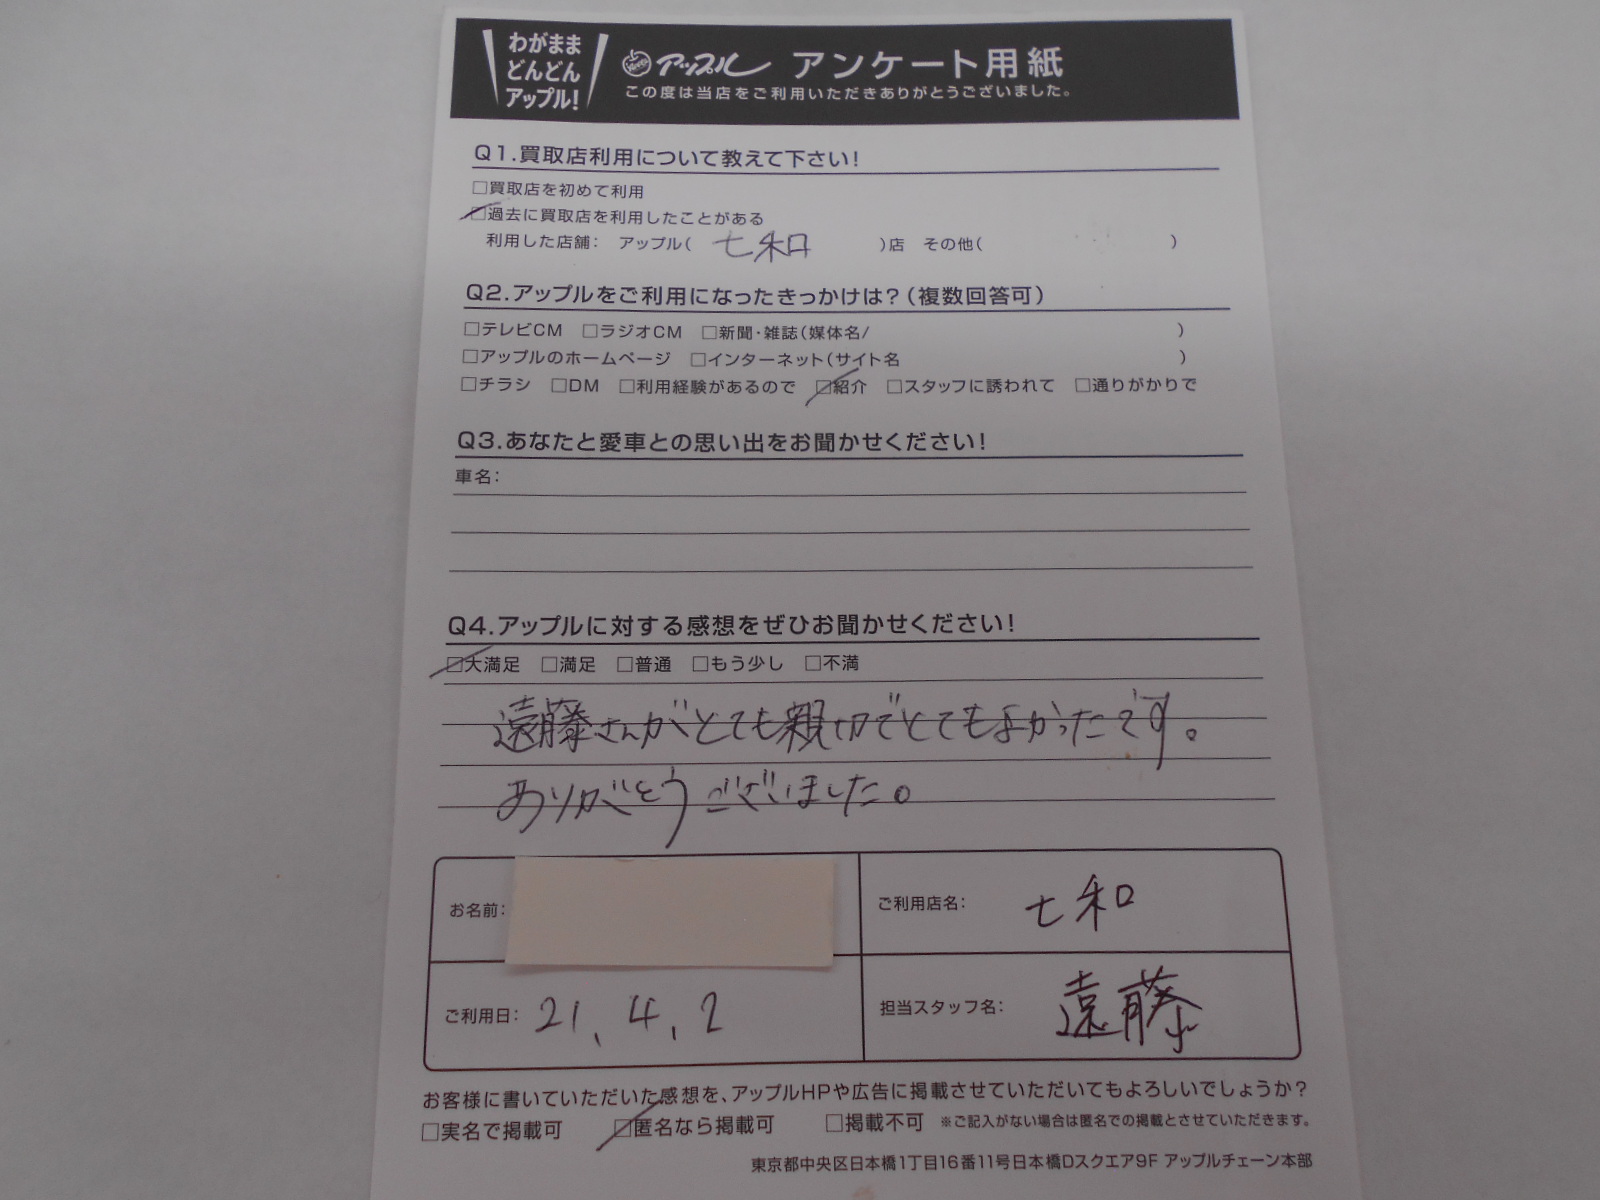 わがまま
どんどん
アップル!
アップル アンケート用紙
この度は当店をご利用いただきありがとうございました。
Q1.買取店利用について教えて下さい!
□買取店を初めて利用
□過去に買取店を利用したことがある
利用した店舗: アップル( 七和 )店 その他( )
Q2.アップルをご利用になったきっかけは?(複数回答可)
□テレビCM □ラジオCM □新聞・雑誌(媒体名/ )
□アップルのホームページ □インターネット(サイト名 )
□チラシ □DM □利用経験があるので □紹介 □スタッフに誘われて □通りがかりで
Q3.あなたと愛車との思い出をお聞かせください!
車名:
Q4.アップルに対する感想をぜひお聞かせください!
□大満足 □満足 □普通 □もう少し □不満
遠藤さんがとても親切でとてもよかったです。
ありがとうございました。
お名前:
ご利用店名: 七和
ご利用日: 21.4.2
担当スタッフ名: 遠藤
お客様に書いていただいた感想を、アップルHPや広告に掲載させていただいてもよろしいでしょうか?
□実名で掲載可 □匿名なら掲載可 □掲載不可 ※ご記入がない場合は匿名での掲載とさせていただきます。
東京都中央区日本橋1丁目16番11号日本橋Dスクエア9F アップルチェーン本部